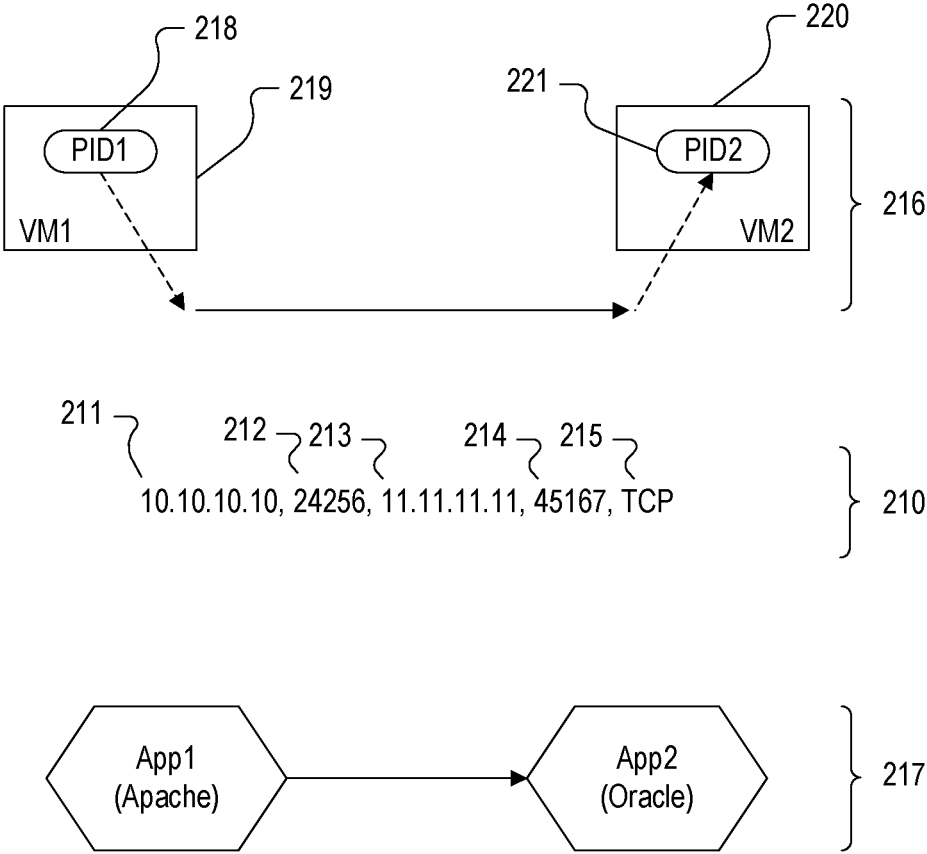 218
220
219
221
PID1
PID2
216
VM1
VM2
211
212
213
214
215
10.10.10.10, 24256, 11.11.11.11, 45167, TCP
210
App1
(Apache)
App2
(Oracle)
217